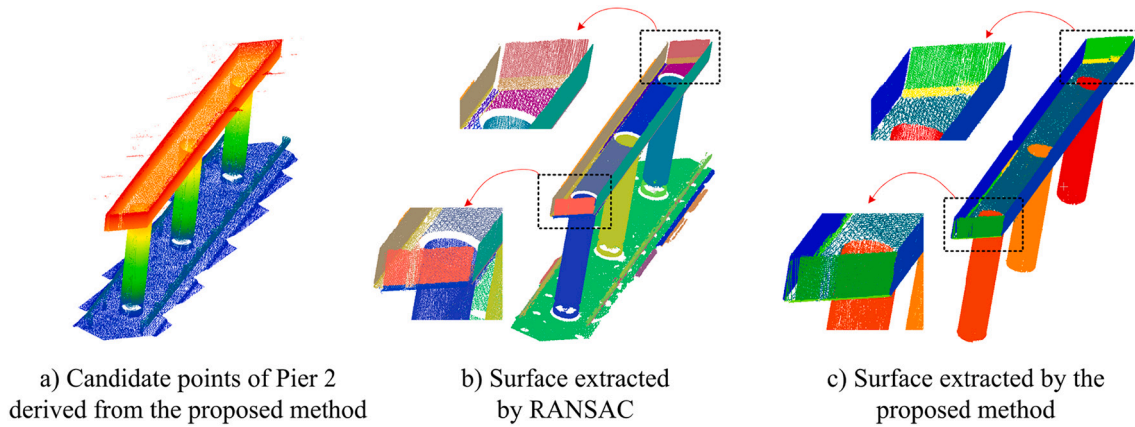 a) Candidate points of Pier 2
derived from the proposed method
b) Surface extracted
by RANSAC
c) Surface extracted by the
proposed method